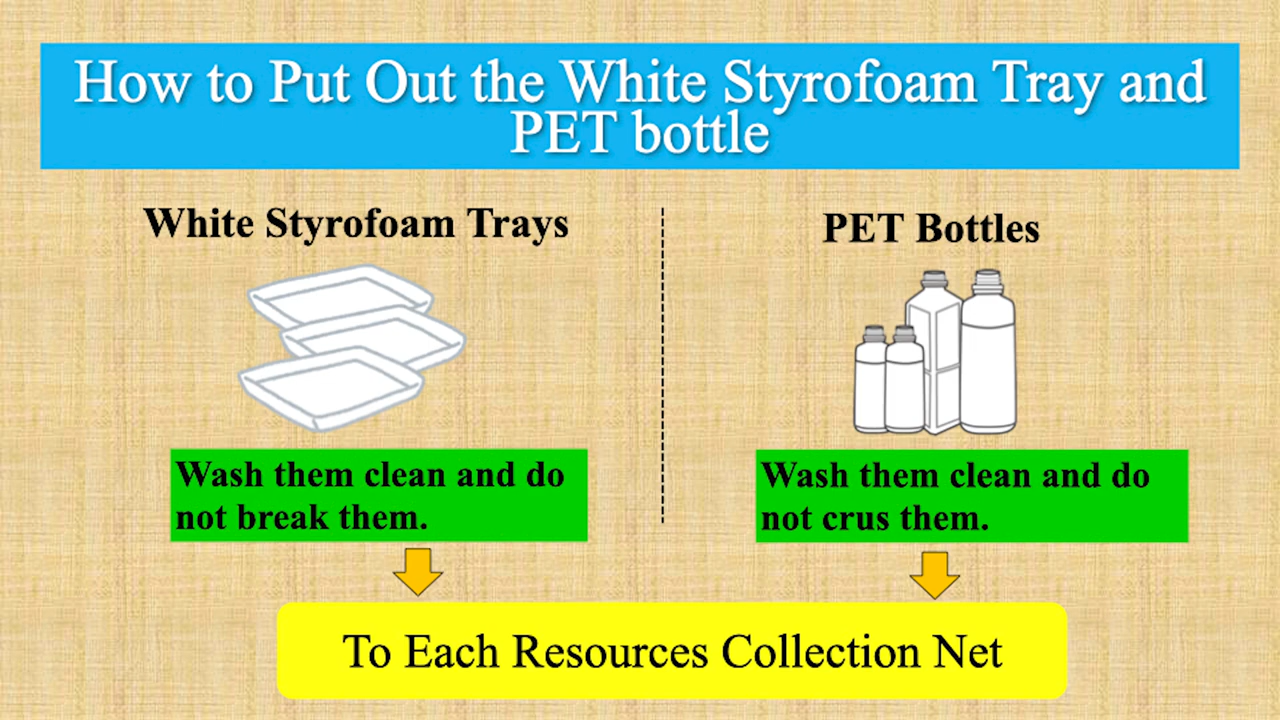 How to Put Out the White Styrofoam Tray and
PET bottle
White Styrofoam Trays
Wash them clean and do
not break them.
PET Bottles
Wash them clean and do
not crus them.
To Each Resources Collection Net